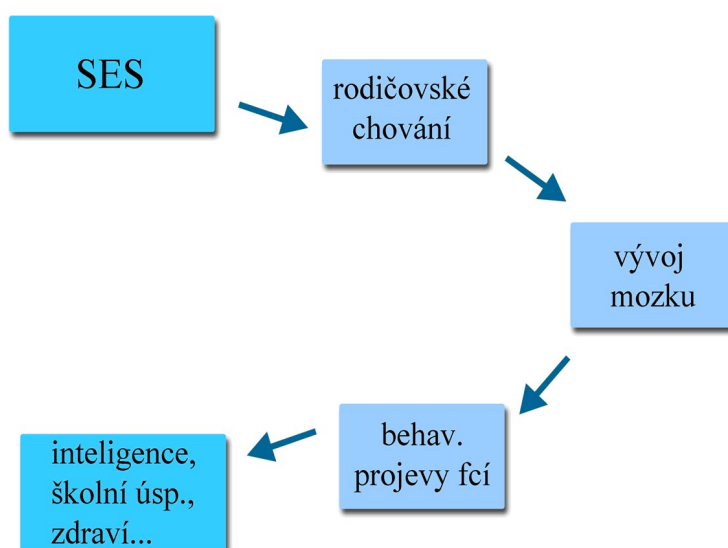 SES
rodičovské
chování
vývoj
mozku
behav.
projevy fcí
inteligence,
školní úsp.,
zdraví...